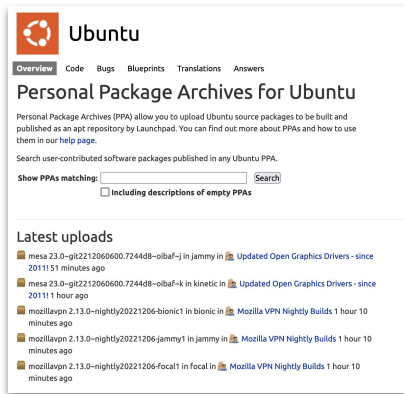 Ubuntu
Overview Code Bugs Blueprints Translations Answers
Personal Package Archives for Ubuntu
Personal Package Archives (PPA) allow you to upload Ubuntu source packages to be built and
published as an apt repository by Launchpad. You can find out more about PPAs and how to use
them in our help page.
Search user-contributed software packages published in any Ubuntu PPA.
Show PPAs matching: Search
Including descriptions of empty PPAs
Latest uploads
mesa 23.0~git2212060600.7244d8~oibaf~j in jammy in Updated Open Graphics Drivers - since
2011! 51 minutes ago
mesa 23.0~git2212060600.7244d8~oibaf~k in kinetic in Updated Open Graphics Drivers - since
2011! 1 hour ago
mozillavpn 2.13.0~nightly20221206-bionic1 in bionic in Mozilla VPN Nightly Builds 1 hour 10
minutes ago
mozillavpn 2.13.0~nightly20221206-jammy1 in jammy in Mozilla VPN Nightly Builds 1 hour 10
minutes ago
mozillavpn 2.13.0~nightly20221206-focal1 in focal in Mozilla VPN Nightly Builds 1 hour 10
minutes ago